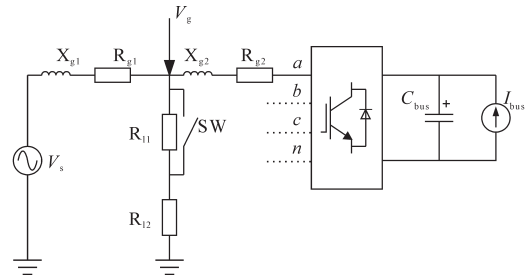 V_g
X_g1
R_g1
X_g2
R_g2
a
b
c
n
R_l1
SW
R_l2
V_s
C_bus
+
I_bus